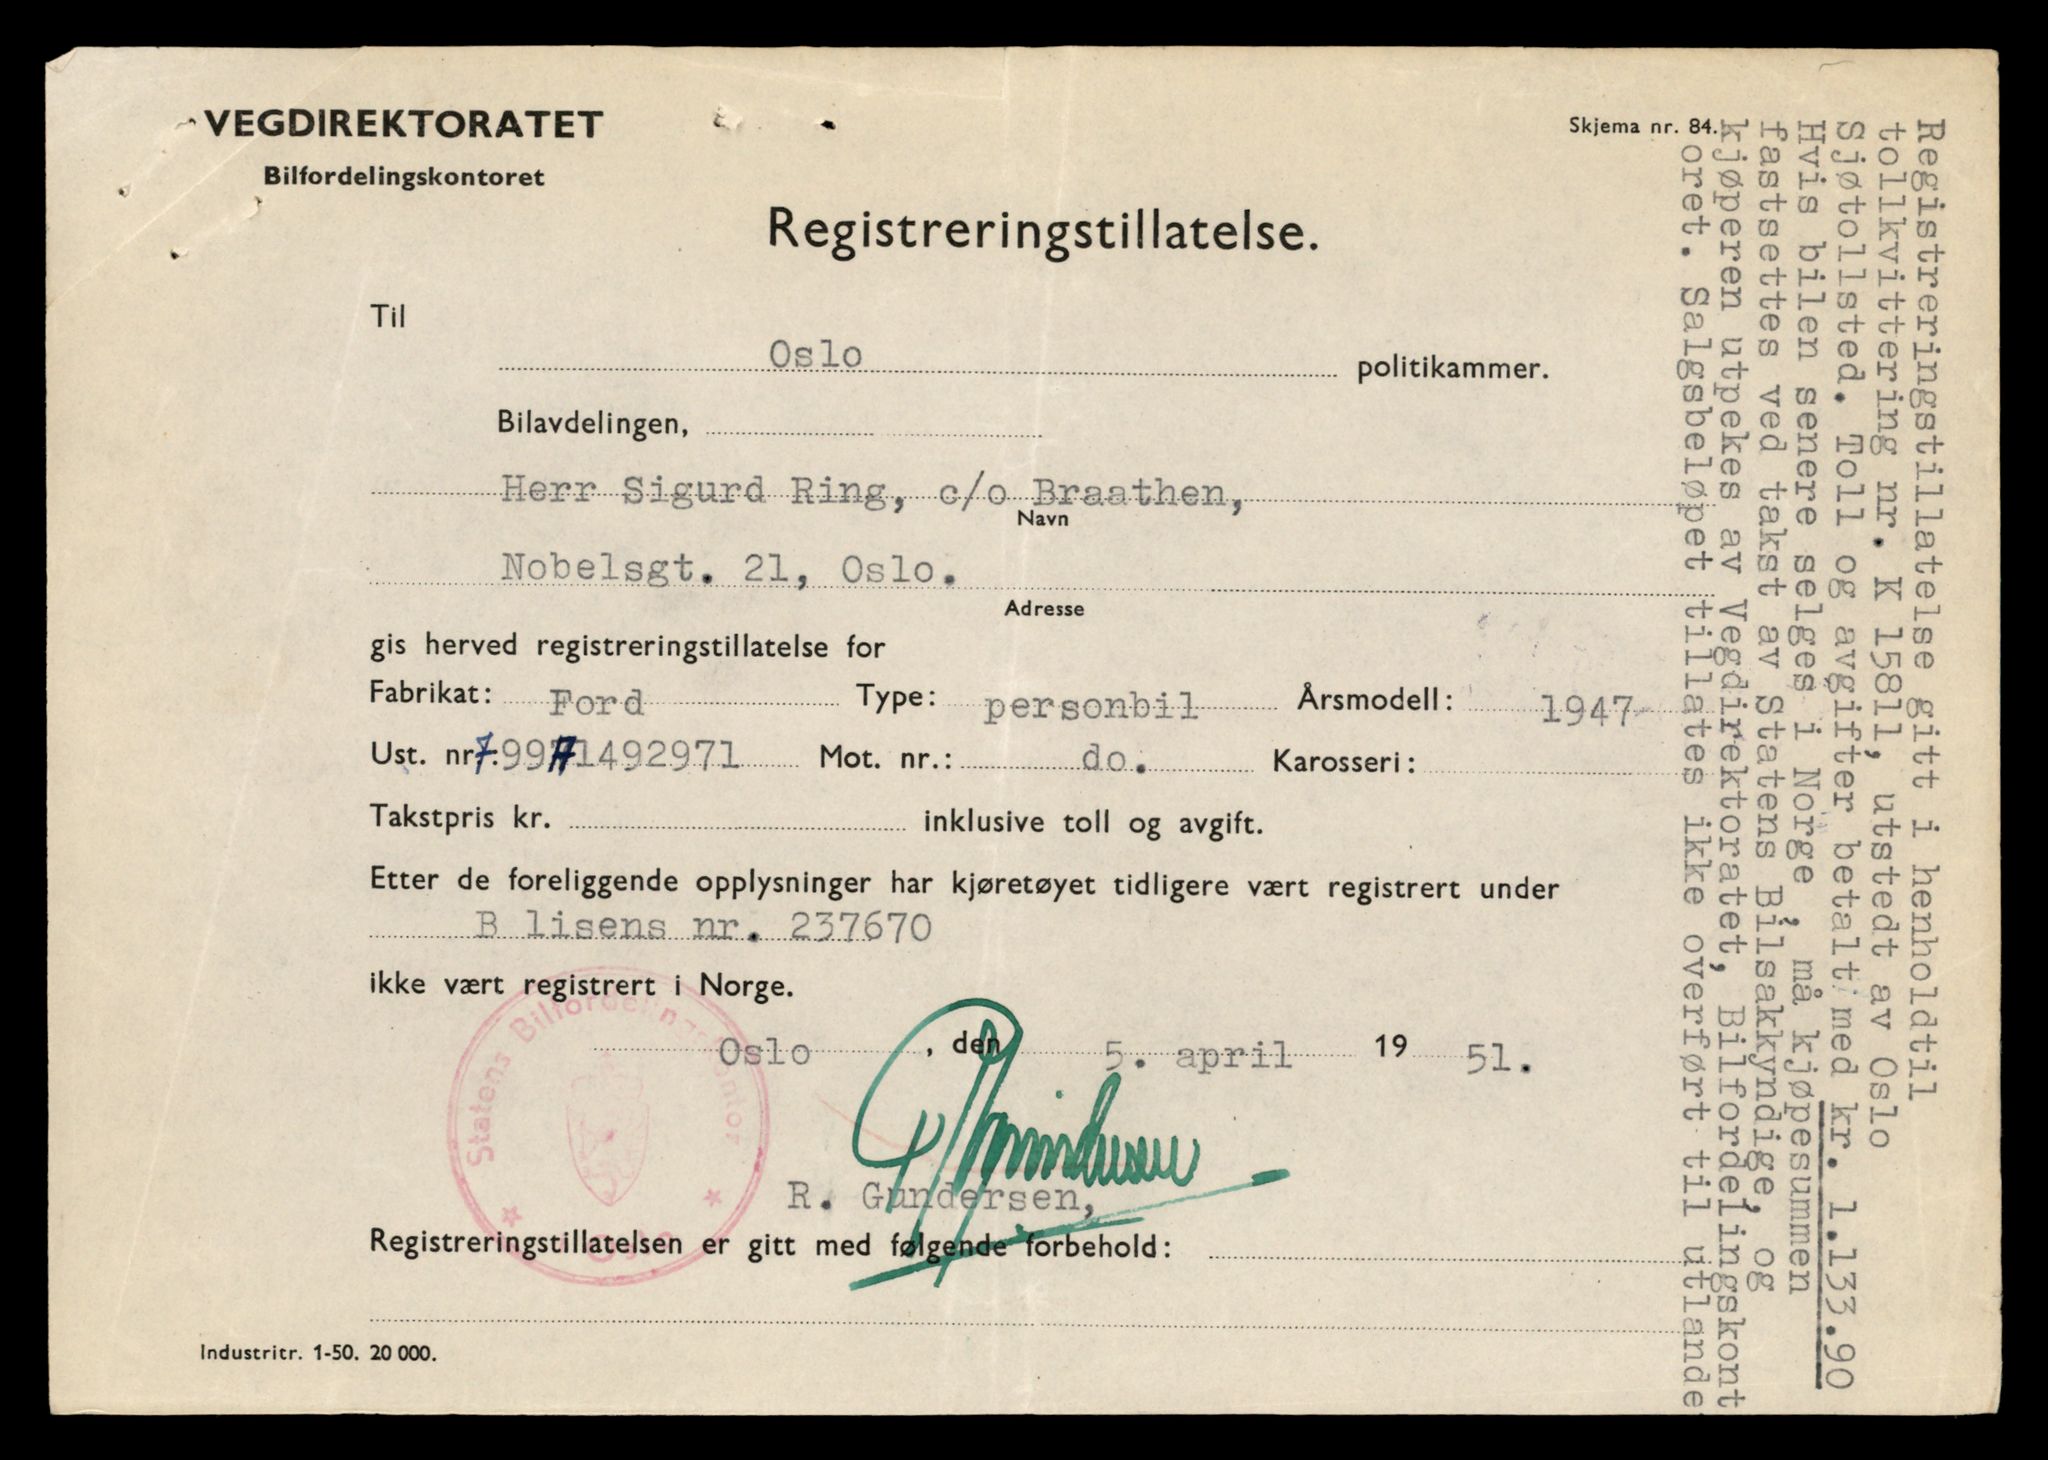 VEGDIREKTORATET
Bilfordelingskontoret
Skjema nr. 84.
Registreringstillatelse.
Til
Oslo politikammer.
Bilavdelingen,
Herr Sigurd Ring, c/o Braathen,
Navn
Nobelsgt. 21, Oslo.
Adresse
gis herved registreringstillatelse for
Fabrikat: Ford Type: personbil Årsmodell: 1947
Ust. nr. 799A1492971 Mot. nr.: do. Karosseri:
Takstpris kr. inklusive toll og avgift.
Etter de foreliggende opplysninger har kjøretøyet tidligere vært registrert under
B lisens nr. 237670
ikke vært registrert i Norge.
Oslo, den 5. april 1951.
Statens Bilfordelingskontor
Oslo
R. Gundersen,
Registreringstillatelsen er gitt med følgende forbehold:
Industritr. 1-50. 20 000.
Registreringstillatelse gitt i henholdtil
tollkvittering nr. K 15811, utstedt av Oslo
Sjøtollsted. Toll og avgifter betalt med kr. 1.133.90
Hvis bilen senere selges i Norge, må kjøpesummen
fastsettes ved takst av Statens Bilsakkyndige, og
kjøperen utpekes av Vegdirektoratet, Bilfordelingskont
oret. Salgsbeløpet tillates ikke overført til utlande